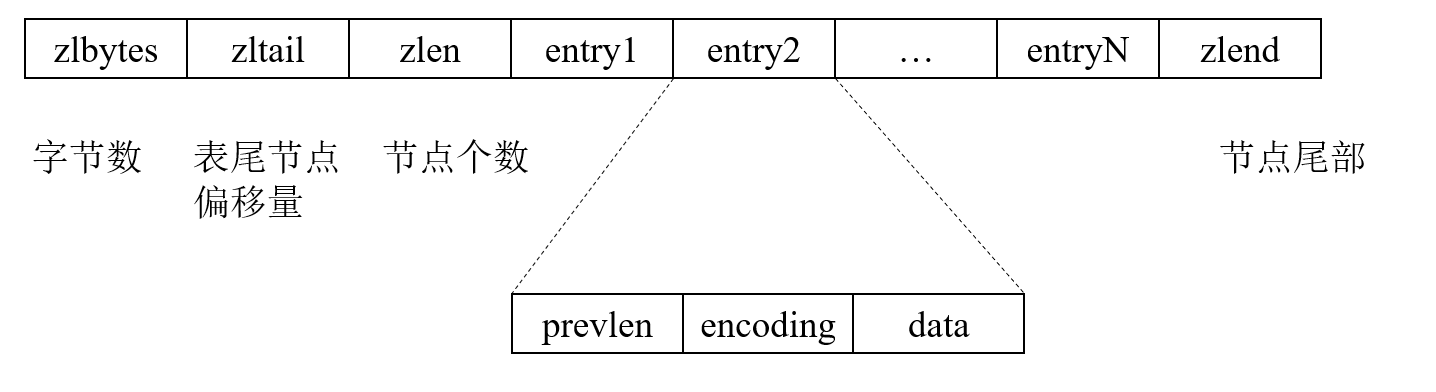 zlbytes zltail zlen entry1 entry2 … entryN zlend
字节数 表尾节点 节点个数 节点尾部
偏移量
prevlen encoding data